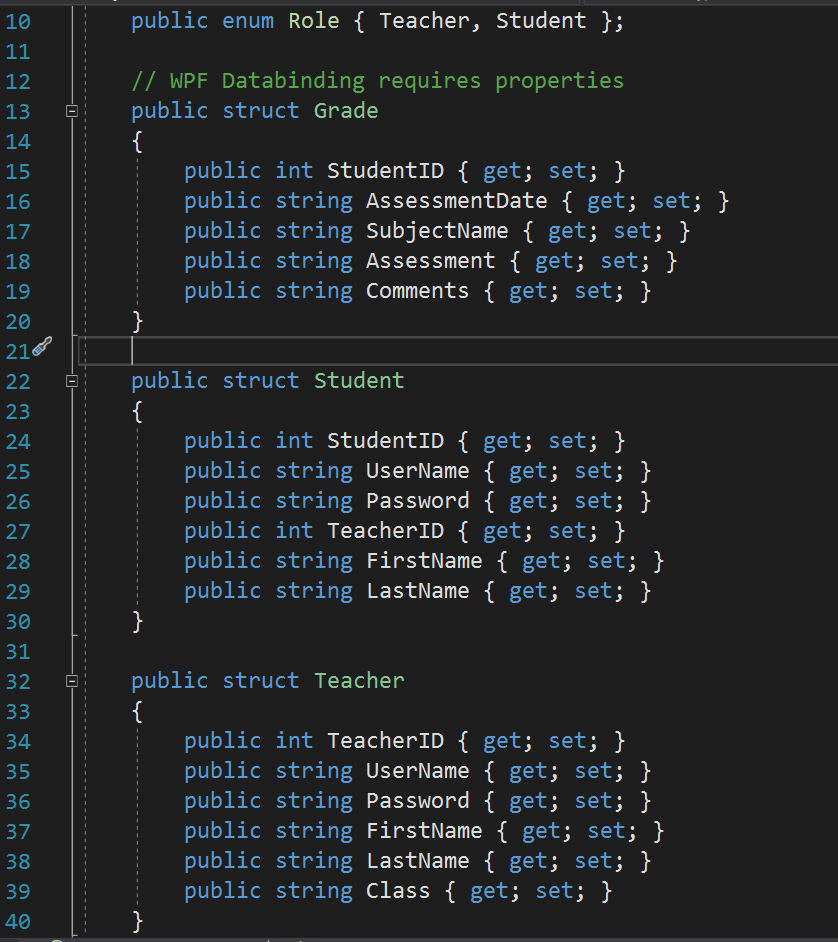 10 public enum Role { Teacher, Student };
11
12 // WPF Databinding requires properties
13 public struct Grade
14 {
15 public int StudentID { get; set; }
16 public string AssessmentDate { get; set; }
17 public string SubjectName { get; set; }
18 public string Assessment { get; set; }
19 public string Comments { get; set; }
20 }
21
22 public struct Student
23 {
24 public int StudentID { get; set; }
25 public string UserName { get; set; }
26 public string Password { get; set; }
27 public int TeacherID { get; set; }
28 public string FirstName { get; set; }
29 public string LastName { get; set; }
30 }
31
32 public struct Teacher
33 {
34 public int TeacherID { get; set; }
35 public string UserName { get; set; }
36 public string Password { get; set; }
37 public string FirstName { get; set; }
38 public string LastName { get; set; }
39 public string Class { get; set; }
40 }